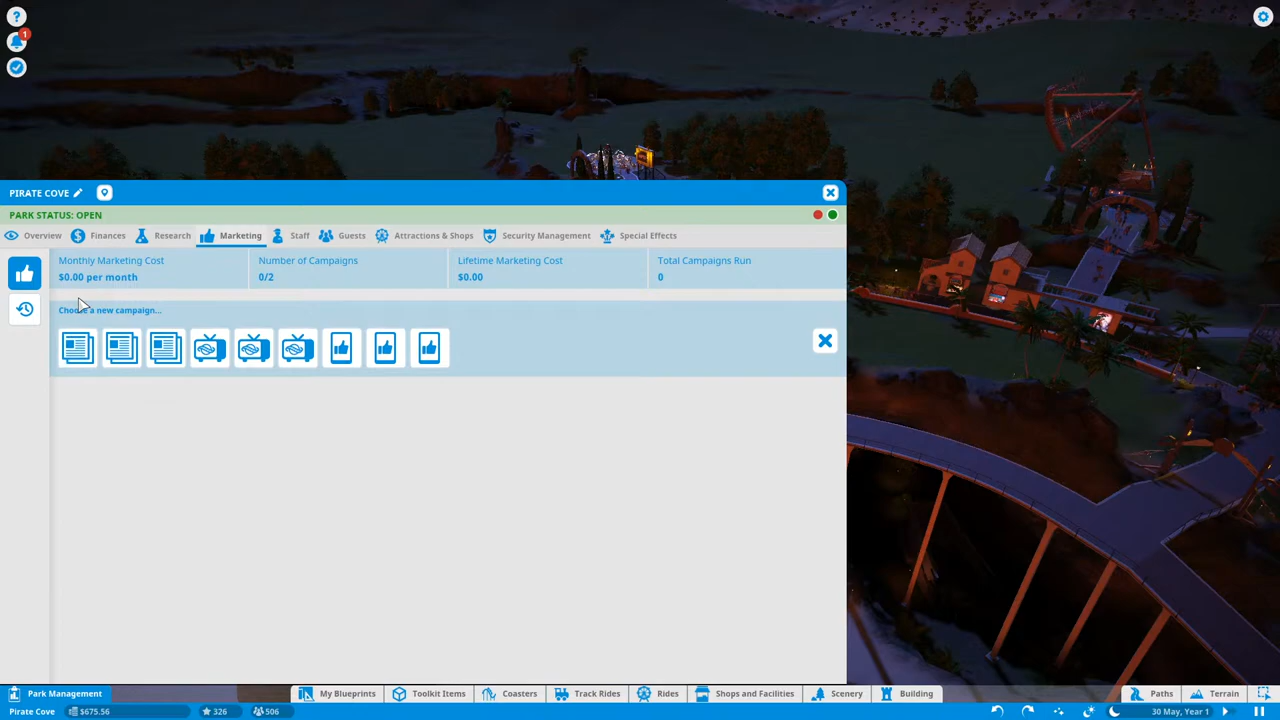 ?
1
PIRATE COVE
PARK STATUS: OPEN
Overview Finances Research Marketing Staff Guests Attractions & Shops Security Management Special Effects
Monthly Marketing Cost Number of Campaigns Lifetime Marketing Cost Total Campaigns Run
$0.00 per month 0/2 $0.00 0
Choose a new campaign...
Park Management My Blueprints Toolkit Items Coasters Track Rides Rides Shops and Facilities Scenery Building Paths Terrain
Pirate Cove $675.56 326 506 30 May, Year 1